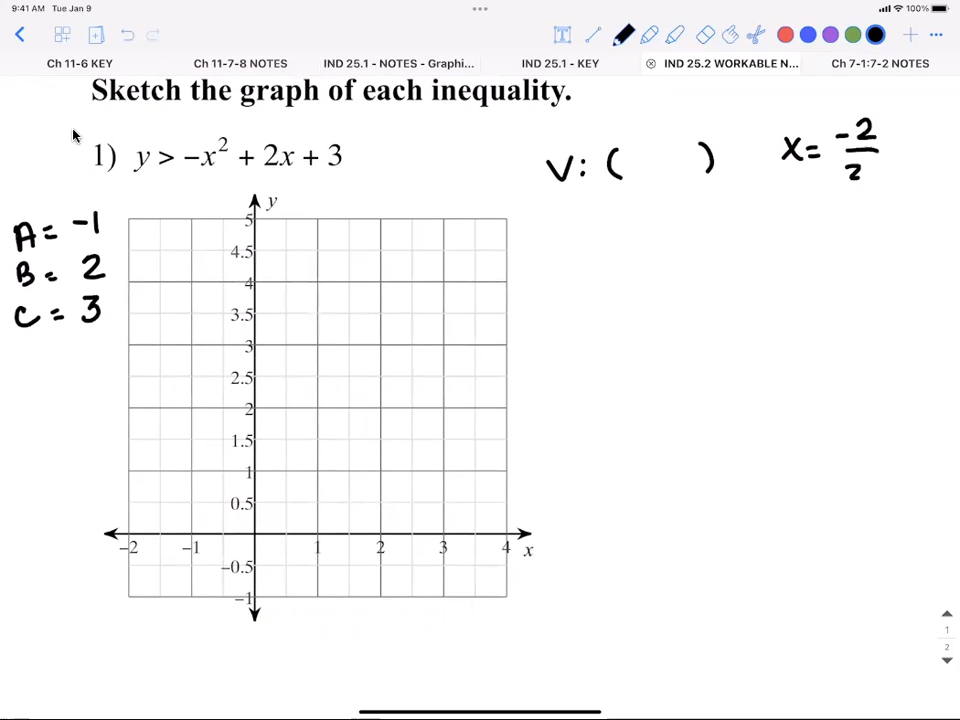 9:41 AM Tue Jan 9
100%
Ch 11-6 KEY
Ch 11-7-8 NOTES
IND 25.1 - NOTES - Graphi...
IND 25.1 - KEY
IND 25.2 WORKABLE N...
Ch 7-1:7-2 NOTES
Sketch the graph of each inequality.
1) y > −x² + 2x + 3
V: ( )
x = -2/2
A = -1
B = 2
C = 3
y
5
4.5
4
3.5
3
2.5
2
1.5
1
0.5
−2 −1 1 2 3 4 x
−0.5
−1
1
2